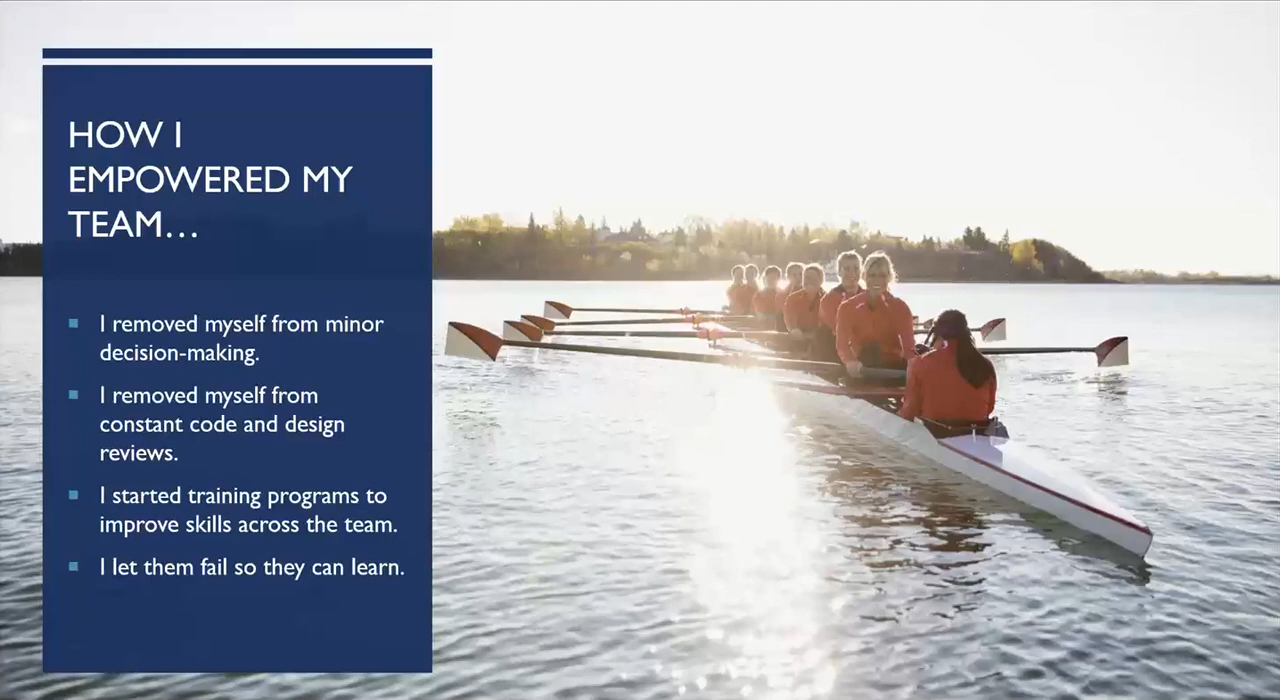 HOW I
EMPOWERED MY
TEAM...
I removed myself from minor
decision-making.
I removed myself from
constant code and design
reviews.
I started training programs to
improve skills across the team.
I let them fail so they can learn.